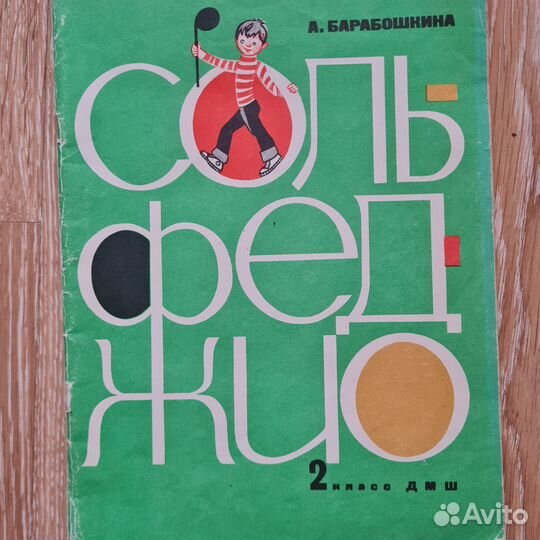 А. БАРАБОШКИНА
СОЛЬ
ФЕД
ЖИО
2 класс ДМШ
Avito